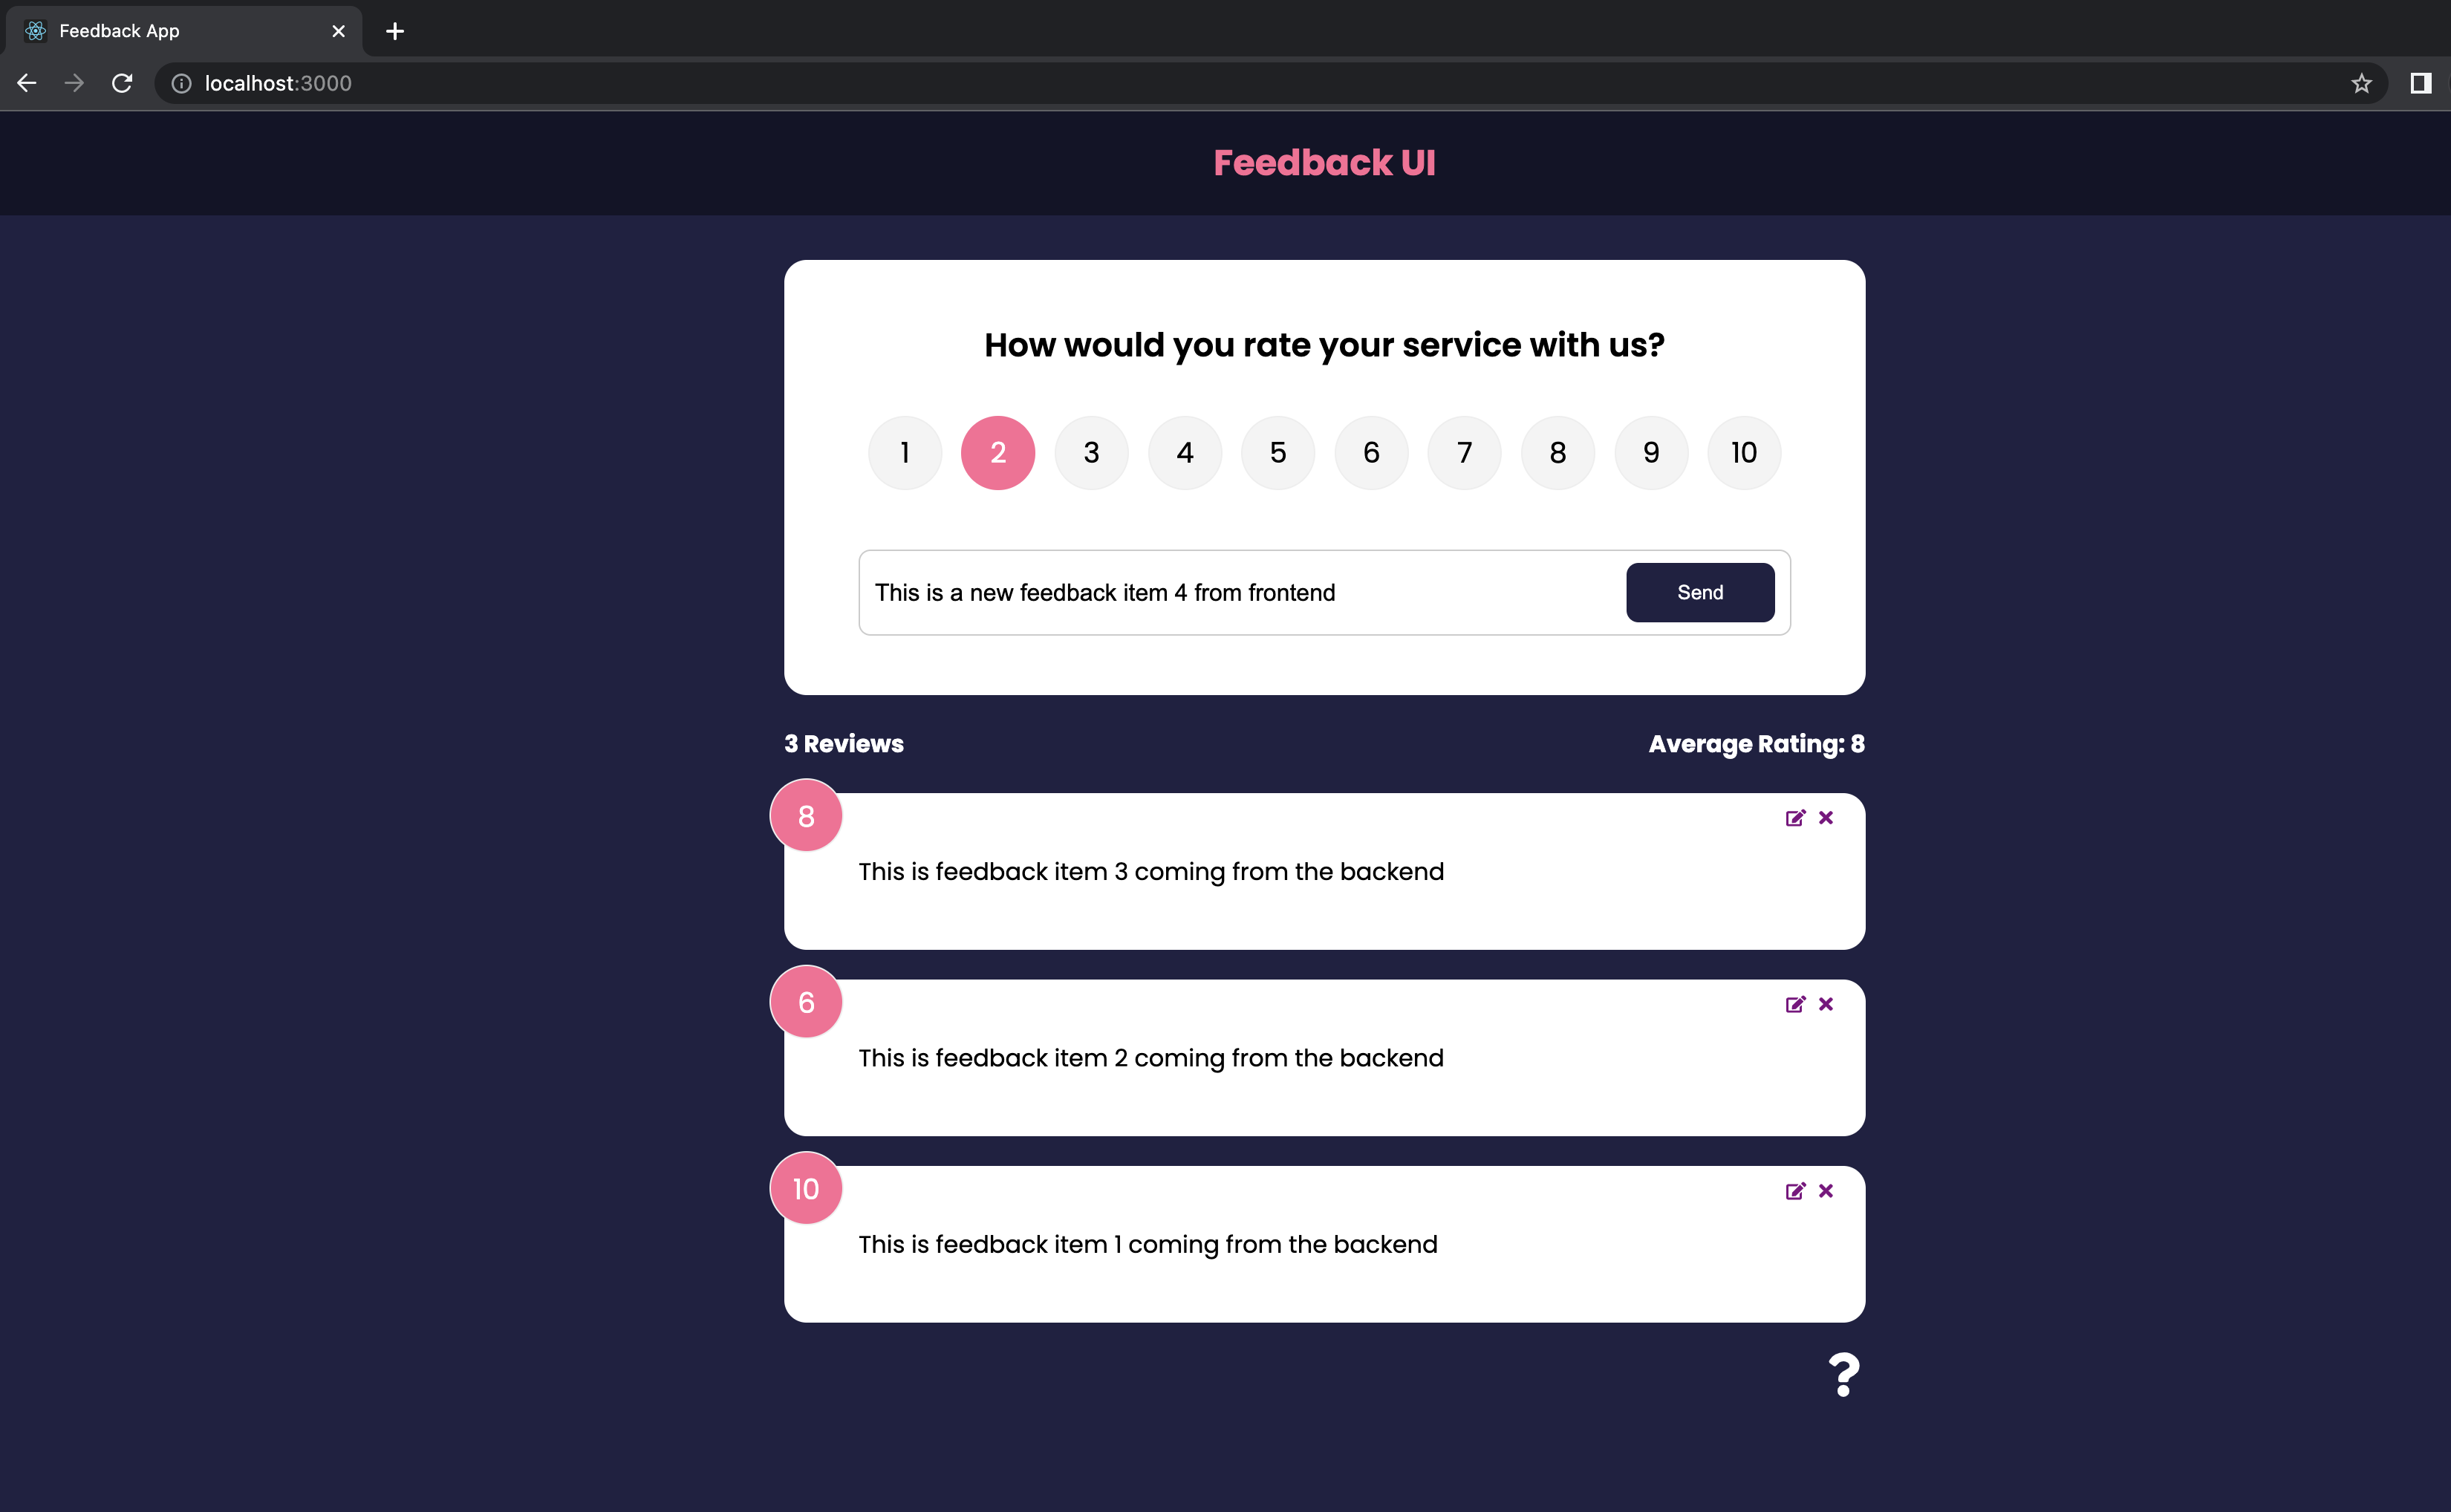 Feedback App
localhost:3000
Feedback UI
How would you rate your service with us?
1 2 3 4 5 6 7 8 9 10
This is a new feedback item 4 from frontend
Send
3 Reviews
Average Rating: 8
8
This is feedback item 3 coming from the backend
6
This is feedback item 2 coming from the backend
10
This is feedback item 1 coming from the backend
?